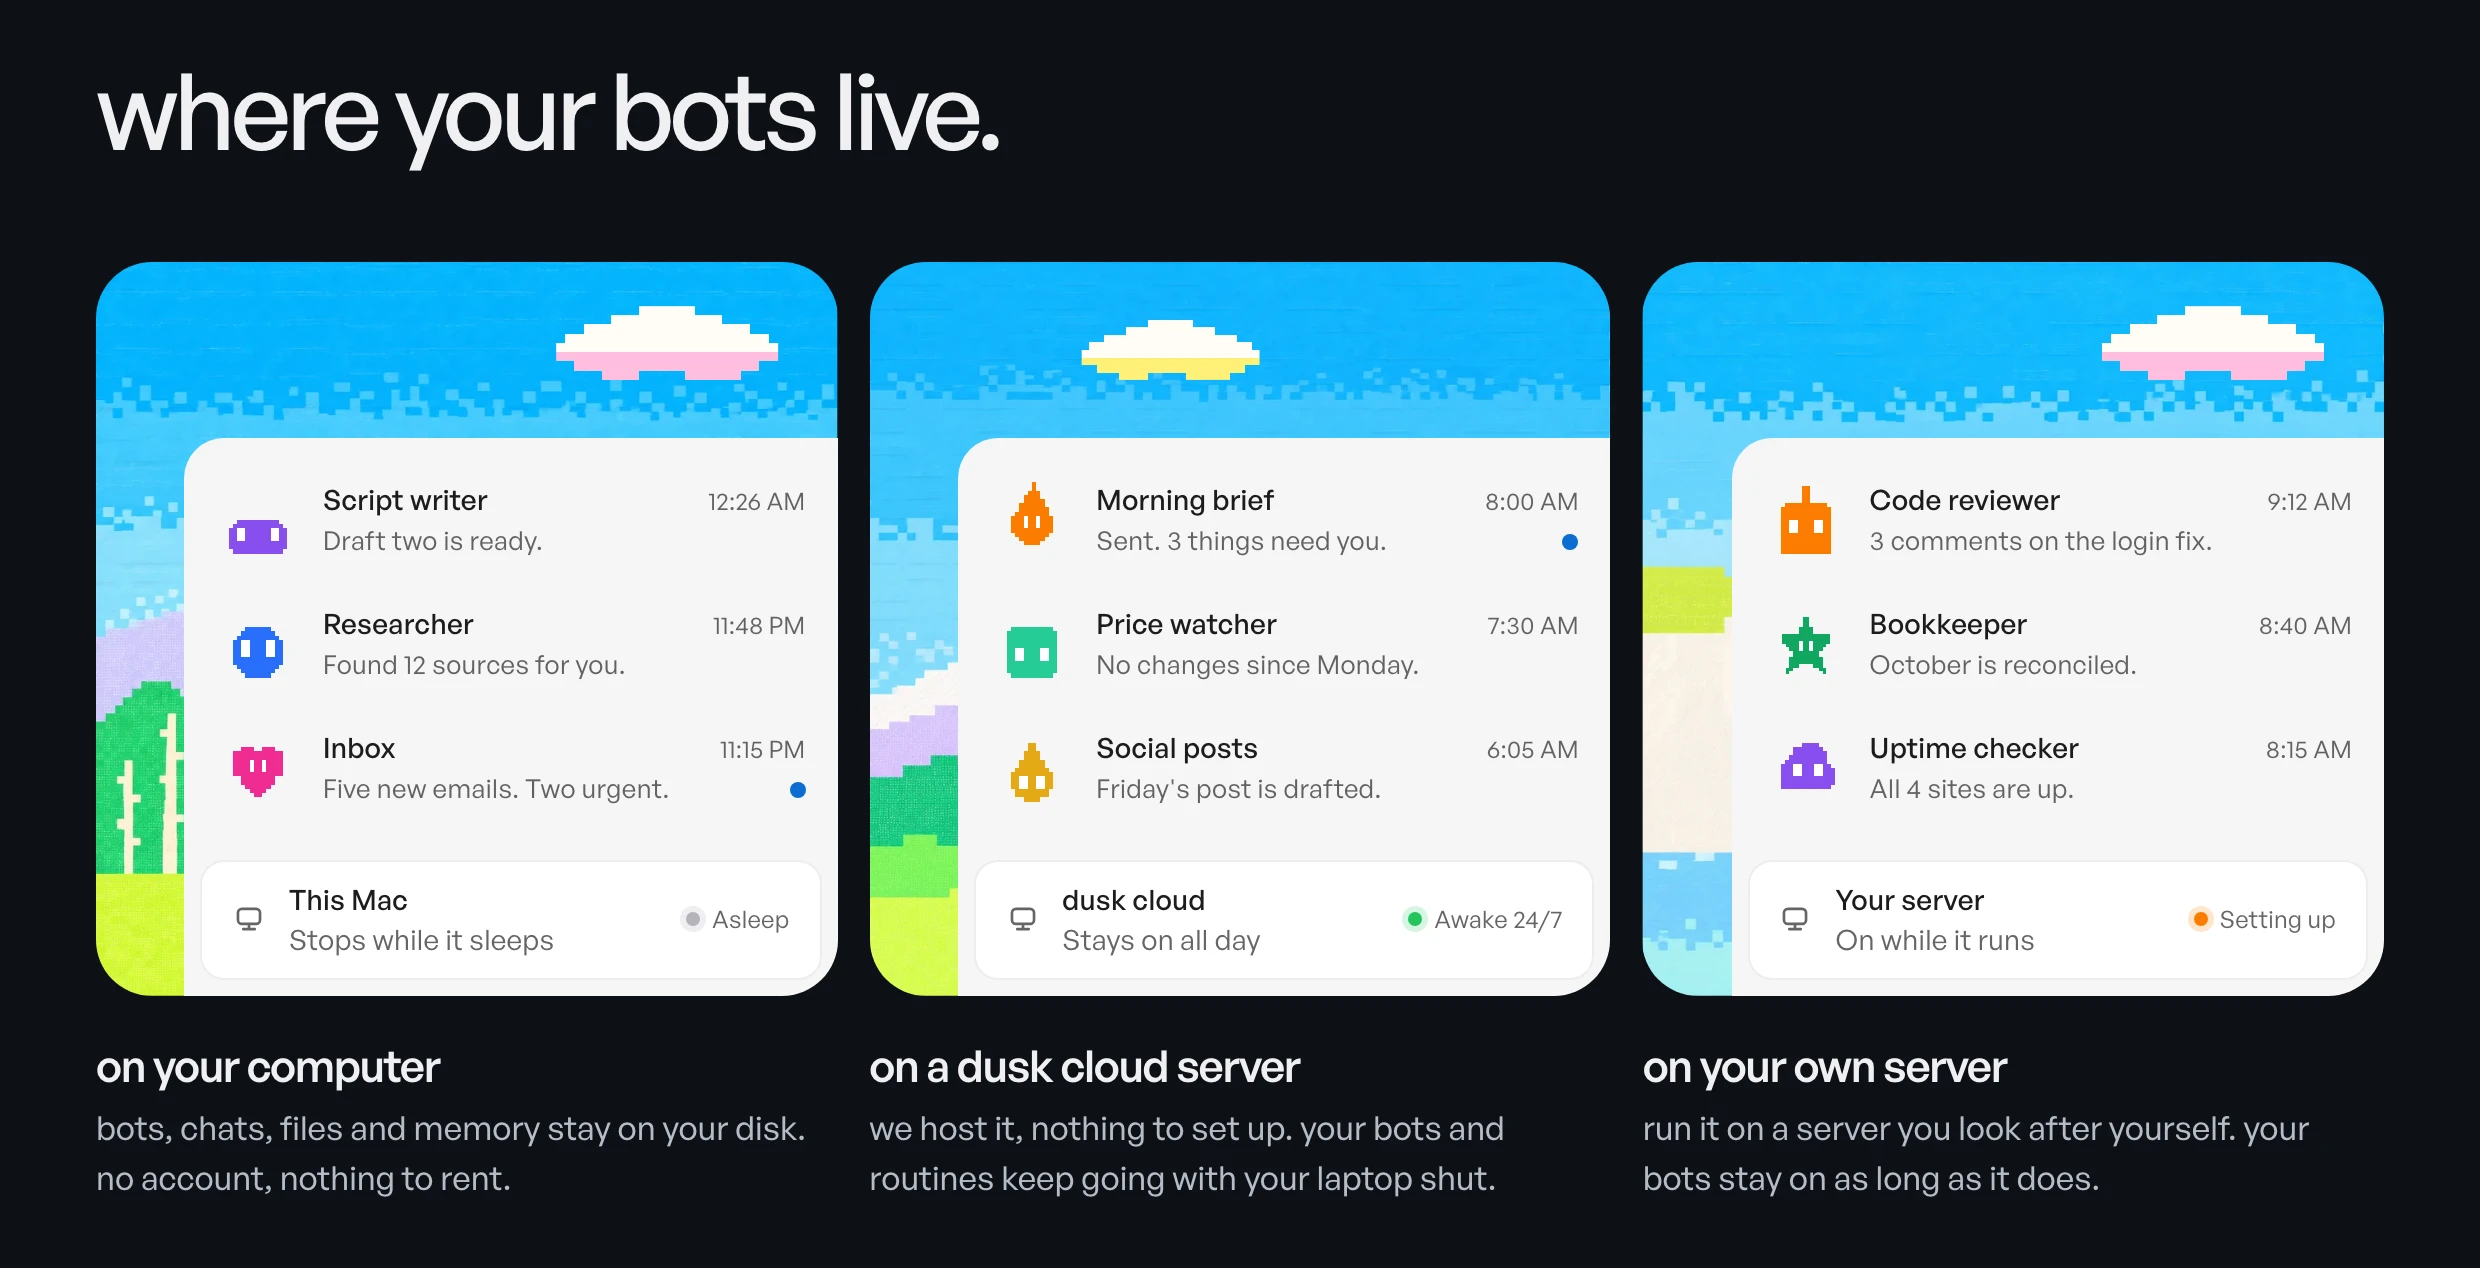 where your bots live.
Script writer 12:26 AM
Draft two is ready.
Researcher 11:48 PM
Found 12 sources for you.
Inbox 11:15 PM
Five new emails. Two urgent.
This Mac
Stops while it sleeps
Asleep
on your computer
bots, chats, files and memory stay on your disk.
no account, nothing to rent.
Morning brief 8:00 AM
Sent. 3 things need you.
Price watcher 7:30 AM
No changes since Monday.
Social posts 6:05 AM
Friday's post is drafted.
dusk cloud
Stays on all day
Awake 24/7
on a dusk cloud server
we host it, nothing to set up. your bots and
routines keep going with your laptop shut.
Code reviewer 9:12 AM
3 comments on the login fix.
Bookkeeper 8:40 AM
October is reconciled.
Uptime checker 8:15 AM
All 4 sites are up.
Your server
On while it runs
Setting up
on your own server
run it on a server you look after yourself. your
bots stay on as long as it does.